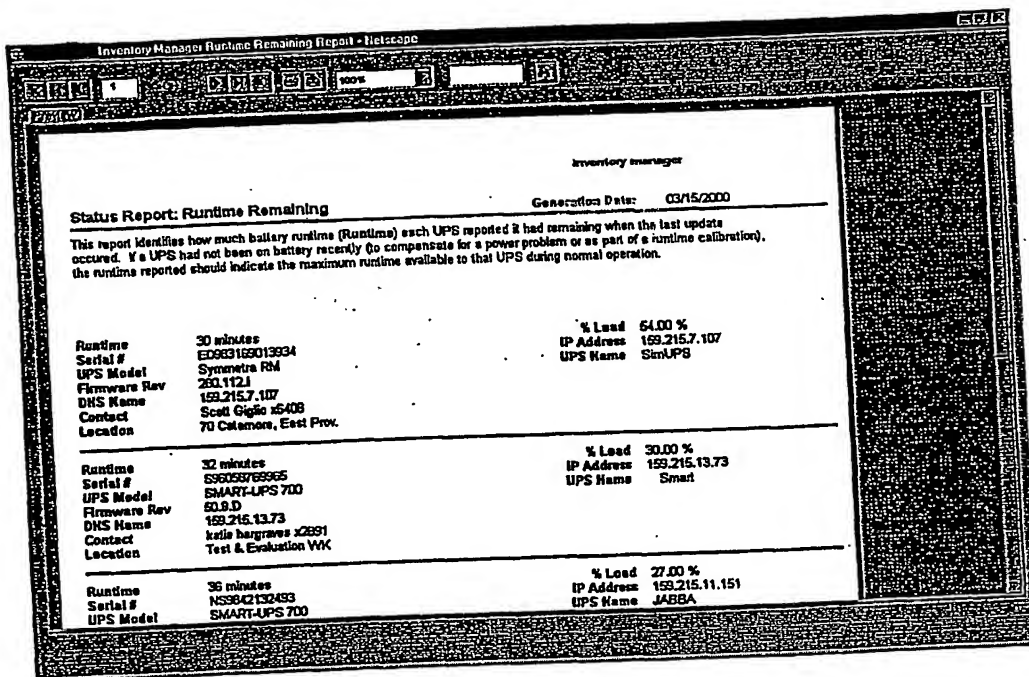 Inventory Manager Runtime Remaining Report - Netscape
1
100%
Preview
Inventory manager
Status Report: Runtime Remaining
Generation Date: 03/15/2000
This report identifies how much battery runtime (Runtime) each UPS reported it had remaining when the last update
occured. If a UPS had not been on battery recently (to compensate for a power problem or as part of a runtime calibration),
the runtime reported should indicate the maximum runtime available to that UPS during normal operation.
Runtime 30 minutes % Load 54.00 %
Serial # ED983169013934 IP Address 159.215.7.107
UPS Model Symmetra RM UPS Name SimUPS
Firmware Rev 260.112.I
DNS Name 159.215.7.107
Contact Scott Giglio x5408
Location 70 Catamore, East Prov.
Runtime 32 minutes % Load 30.00 %
Serial # S96058769965 IP Address 159.215.13.73
UPS Model SMART-UPS 700 UPS Name Smart
Firmware Rev 50.9.D
DNS Name 159.215.13.73
Contact katie hargraves x2891
Location Test & Evaluation WK
Runtime 36 minutes % Load 27.00 %
Serial # NS9842132493 IP Address 159.215.11.151
UPS Model SMART-UPS 700 UPS Name JABBA